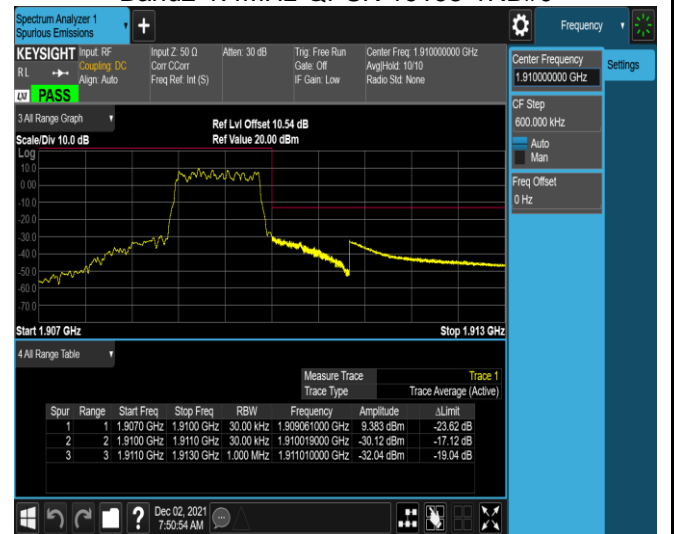 Spectrum Analyzer 1
Spurious Emissions
Frequency
KEYSIGHT
Input: RF
Coupling: DC
Align: Auto
Input Z: 50 Ω
Corr CCorr
Freq Ref: Int (S)
Atten: 30 dB
Trig: Free Run
Gate: Off
IF Gain: Low
Center Freq: 1.910000000 GHz
Avg|Hold: 10/10
Radio Std: None
R L
LXI
PASS
Center Frequency
1.910000000 GHz
Settings
CF Step
600.000 kHz
Auto
Man
Freq Offset
0 Hz
3 All Range Graph
Scale/Div 10.0 dB
Ref Lvl Offset 10.54 dB
Ref Value 20.00 dBm
Log
10.0
0.00
-10.0
-20.0
-30.0
-40.0
-50.0
-60.0
-70.0
Start 1.907 GHz
Stop 1.913 GHz
4 All Range Table
Measure Trace Trace 1
Trace Type Trace Average (Active)
Spur Range Start Freq Stop Freq RBW Frequency Amplitude ΔLimit
1 1 1.9070 GHz 1.9100 GHz 30.00 kHz 1.909061000 GHz 9.383 dBm -23.62 dB
2 2 1.9100 GHz 1.9110 GHz 30.00 kHz 1.910019000 GHz -30.12 dBm -17.12 dB
3 3 1.9110 GHz 1.9130 GHz 1.000 MHz 1.911010000 GHz -32.04 dBm -19.04 dB
Dec 02, 2021
7:50:54 AM